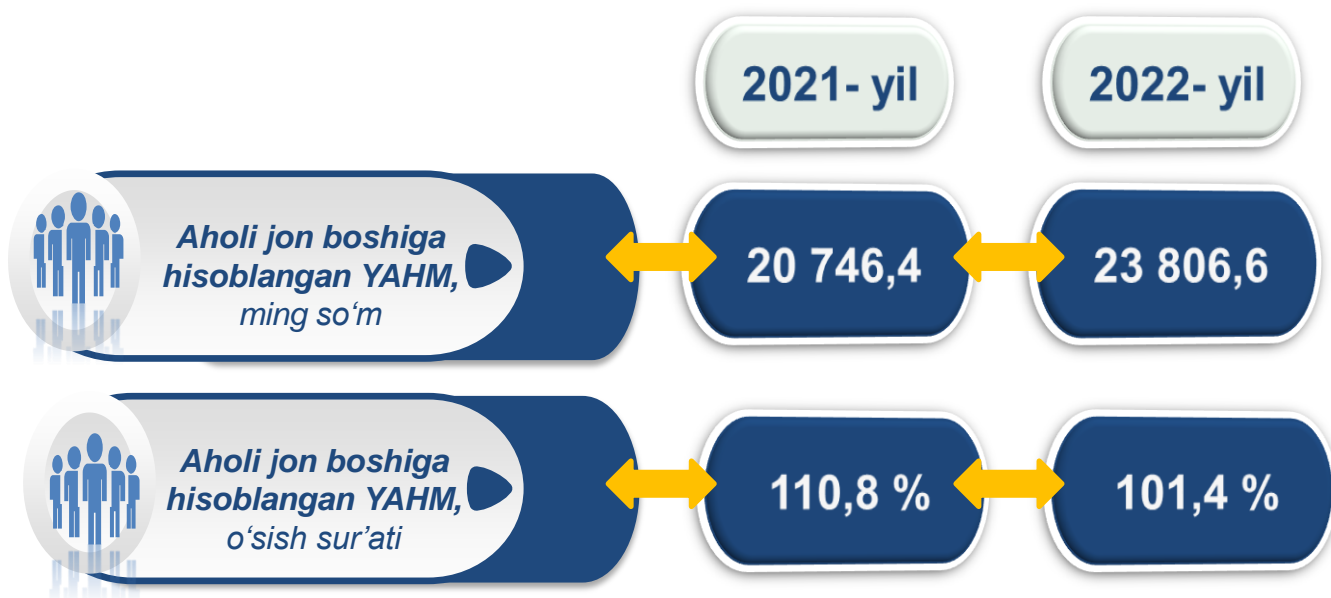 2021- yil
2022- yil
Aholi jon boshiga
hisoblangan YAHM,
ming so‘m
20 746,4
23 806,6
Aholi jon boshiga
hisoblangan YAHM,
o‘sish sur’ati
110,8 %
101,4 %